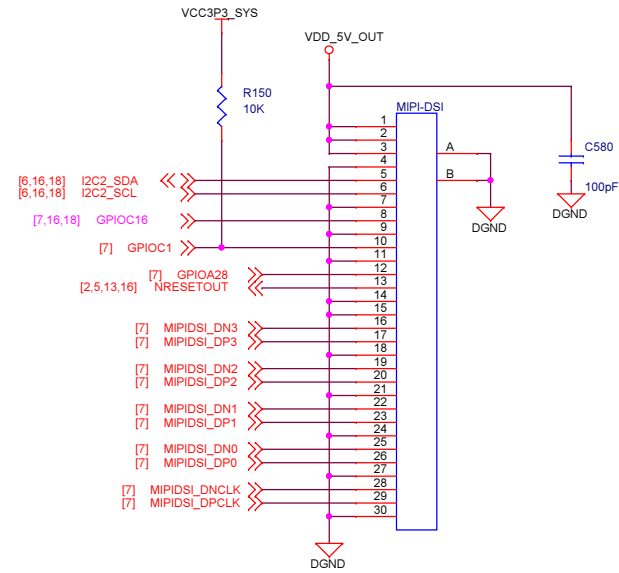 VCC3P3_SYS
VDD_5V_OUT
R150
10K
MIPI-DSI
1
2
3
A
C580
4
[6,16,18] I2C2_SDA
5
B
[6,16,18] I2C2_SCL
6
100pF
7
[7,16,18] GPIOC16
8
DGND
9
DGND
[7] GPIOC1
10
11
[7] GPIOA28
12
[2,5,13,16] NRESETOUT
13
14
15
[7] MIPIDSI_DN3
16
[7] MIPIDSI_DP3
17
18
[7] MIPIDSI_DN2
19
[7] MIPIDSI_DP2
20
21
[7] MIPIDSI_DN1
22
[7] MIPIDSI_DP1
23
24
[7] MIPIDSI_DN0
25
[7] MIPIDSI_DP0
26
27
[7] MIPIDSI_DNCLK
28
[7] MIPIDSI_DPCLK
29
30
DGND